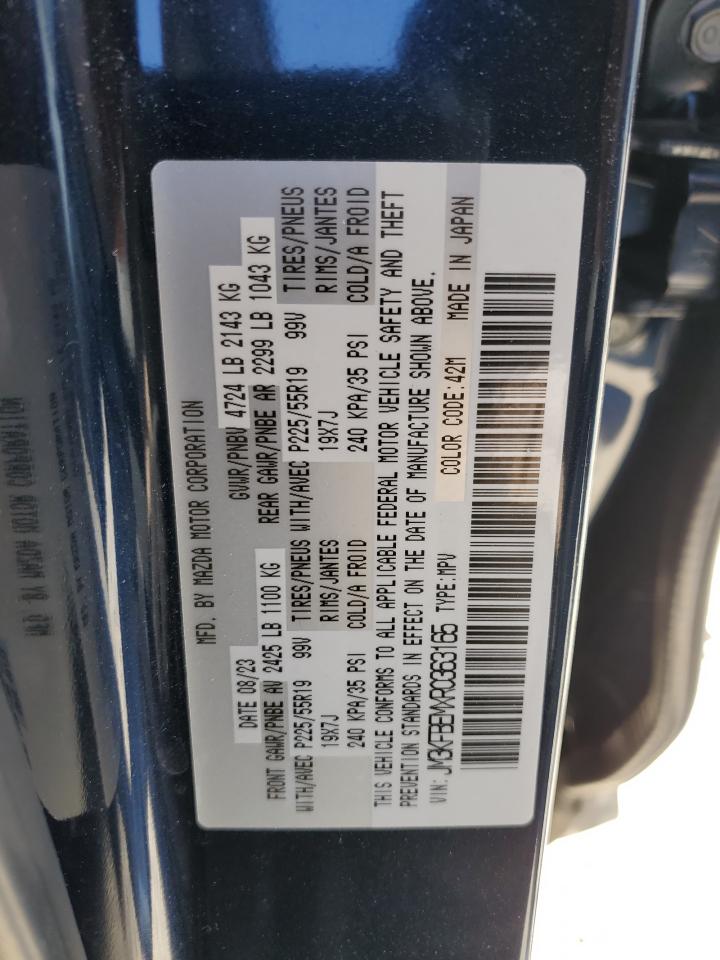 MFD. BY MAZDA MOTOR CORPORATION
DATE 08/23 GVWR/PNBV 4724 LB 2143 KG
FRONT GAWR/PNBE AV 2425 LB 1100 KG REAR GAWR/PNBE AR 2299 LB 1043 KG
WITH/AVEC P225/55R19 99V TIRES/PNEUS WITH/AVEC P225/55R19 99V TIRES/PNEUS
19X7J RIMS/JANTES 19X7J RIMS/JANTES
240 KPA/35 PSI COLD/A FROID 240 KPA/35 PSI COLD/A FROID
THIS VEHICLE CONFORMS TO ALL APPLICABLE FEDERAL MOTOR VEHICLE SAFETY AND THEFT
PREVENTION STANDARDS IN EFFECT ON THE DATE OF MANUFACTURE SHOWN ABOVE.
VIN: JM3KFBEMXR0363165 TYPE:MPV COLOR CODE:42M MADE IN JAPAN